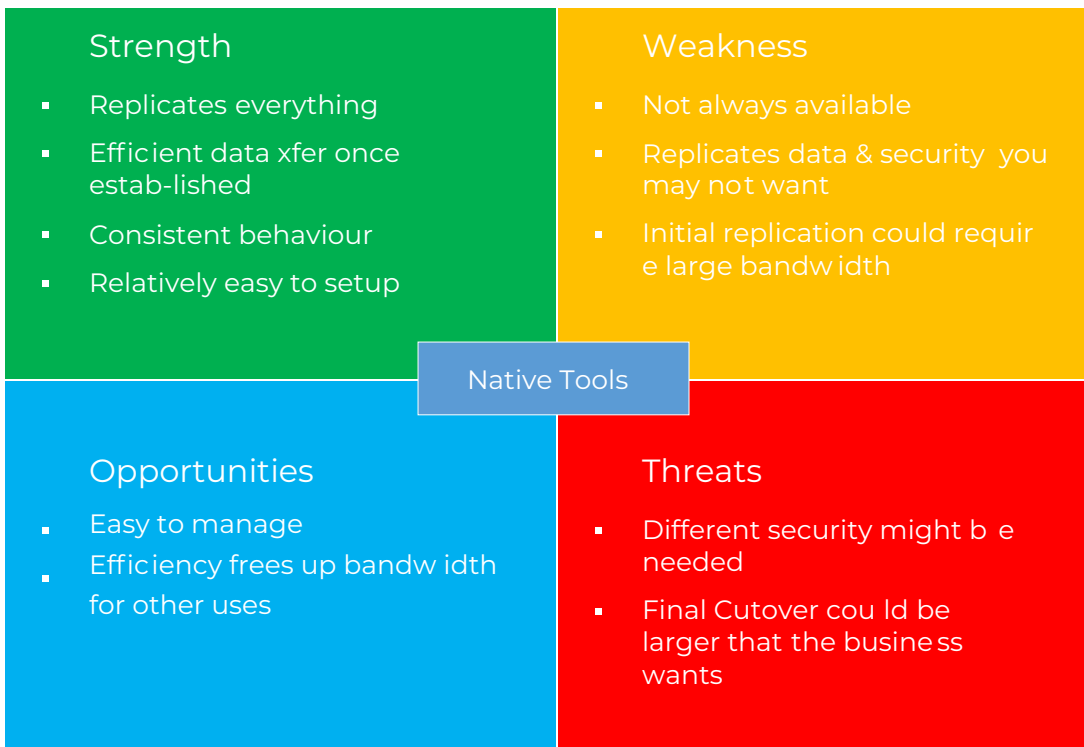 Strength
Replicates everything
Efficient data xfer once
estab-lished
Consistent behaviour
Relatively easy to setup
Weakness
Not always available
Replicates data & security you
may not want
Initial replication could requir
e large bandw idth
Native Tools
Opportunities
Easy to manage
Efficiency frees up bandw idth
for other uses
Threats
Different security might b e
needed
Final Cutover cou ld be
larger that the busine ss
wants